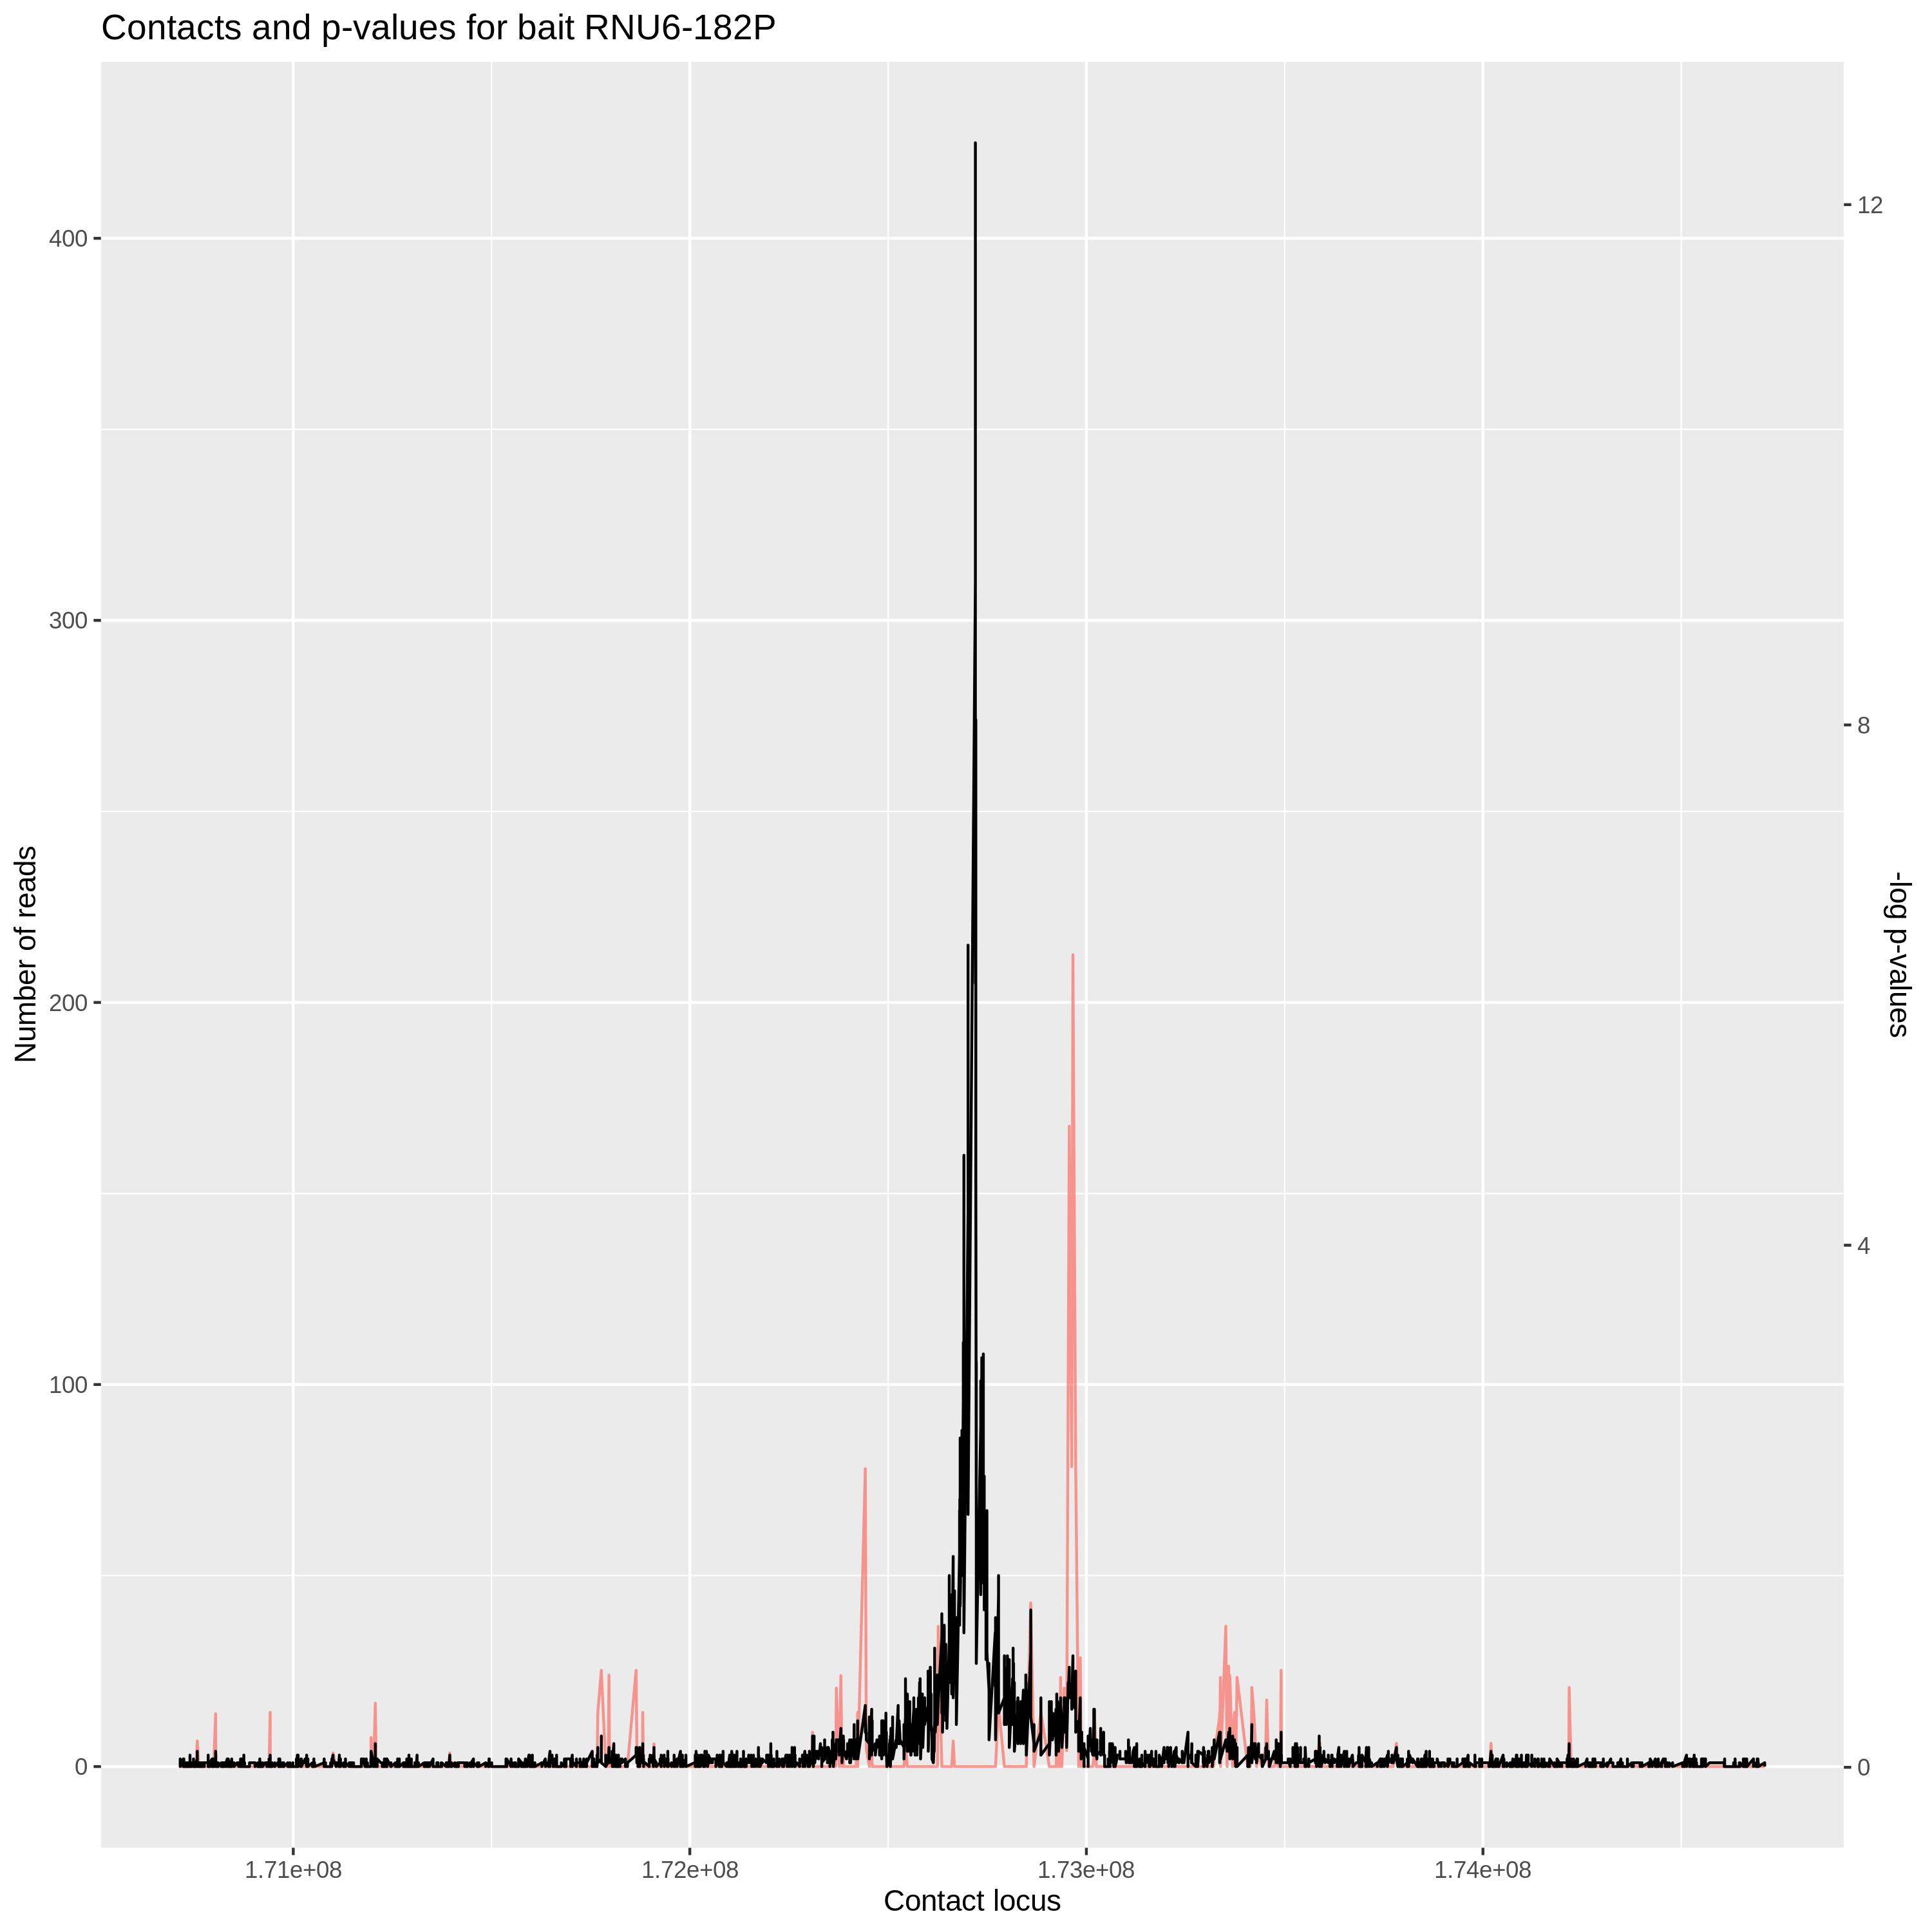 Contacts and p-values for bait RNU6-182P
400
300
200
100
0
Number of reads
12
8
4
0
-log p-values
1.71e+08
1.72e+08
1.73e+08
1.74e+08
Contact locus